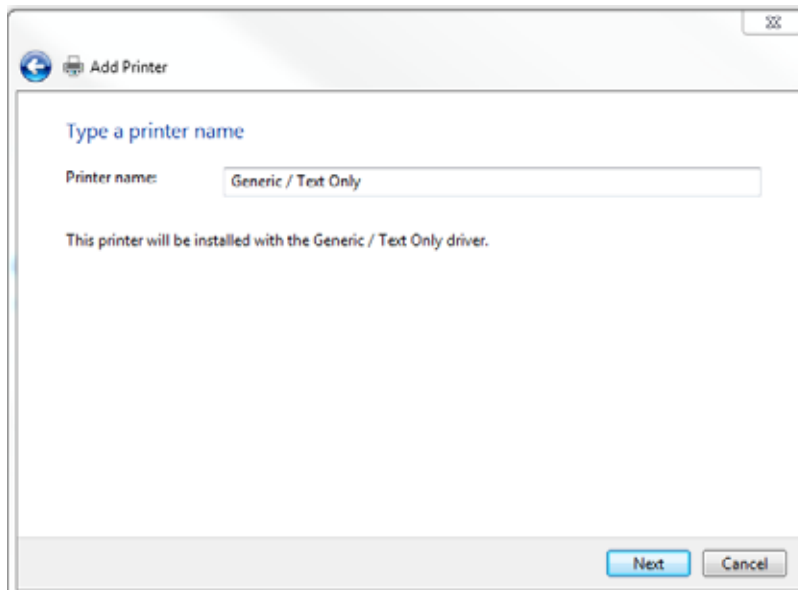 Add Printer
Type a printer name
Printer name: Generic / Text Only
This printer will be installed with the Generic / Text Only driver.
Next Cancel